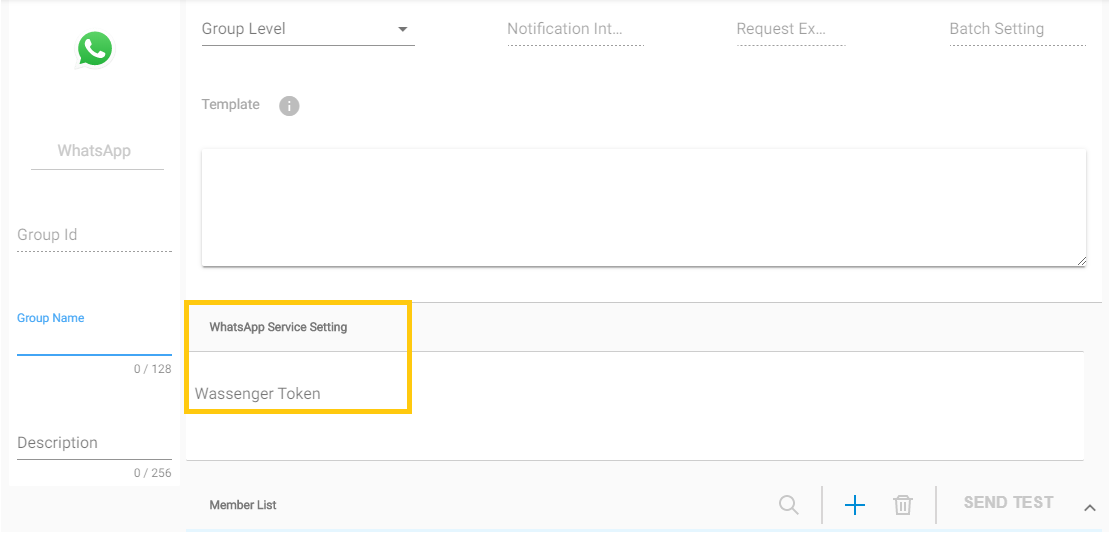 WhatsApp
Group Id
Group Name
0 / 128
Description
0 / 256
Group Level
Notification Int...
Request Ex...
Batch Setting
Template
WhatsApp Service Setting
Wassenger Token
Member List
SEND TEST